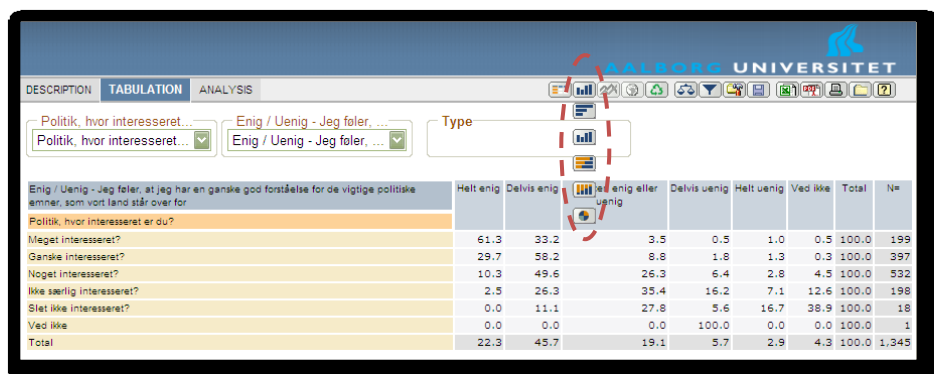 AALBORG UNIVERSITET
DESCRIPTION TABULATION ANALYSIS
Politik, hvor interesseret... Enig / Uenig - Jeg føler, ... Type
Politik, hvor interesseret... Enig / Uenig - Jeg føler, ...
Enig / Uenig - Jeg føler, at jeg har en ganske god forståelse for de vigtige politiske Helt enig Delvis enig enig eller Delvis uenig Helt uenig Ved ikke Total N=
emner, som vort land står over for uenig
Politik, hvor interesseret er du?
Meget interesseret? 61.3 33.2 3.5 0.5 1.0 0.5 100.0 199
Ganske interesseret? 29.7 58.2 8.8 1.8 1.3 0.3 100.0 397
Noget interesseret? 10.3 49.6 26.3 6.4 2.8 4.5 100.0 532
Ikke særlig interesseret? 2.5 26.3 35.4 16.2 7.1 12.6 100.0 198
Slet ikke interesseret? 0.0 11.1 27.8 5.6 16.7 38.9 100.0 18
Ved ikke 0.0 0.0 0.0 100.0 0.0 0.0 100.0 1
Total 22.3 45.7 19.1 5.7 2.9 4.3 100.0 1,345